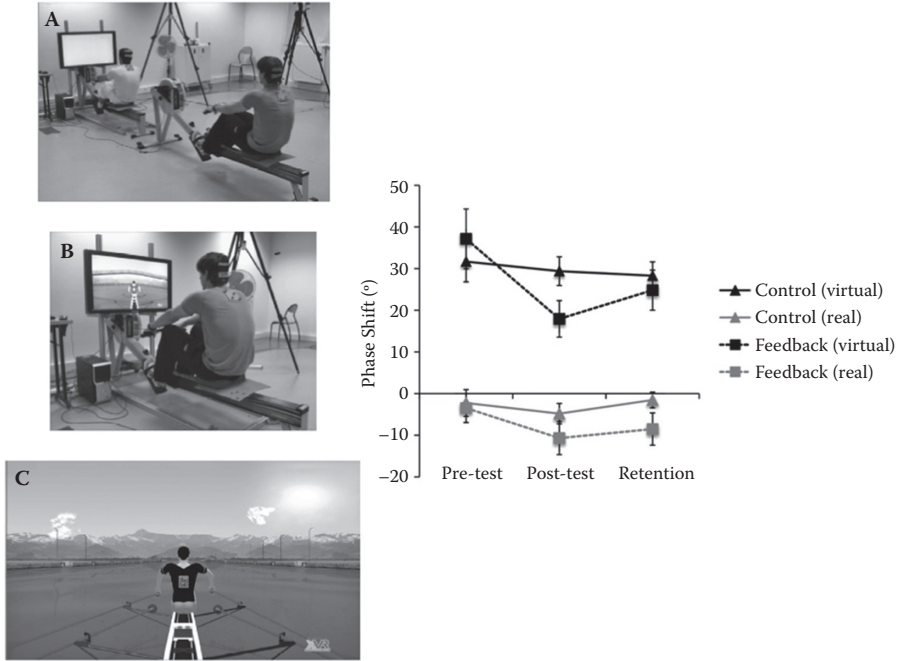 A
B
C
XVR
50
40
30
20
10
0
–10
–20
Phase Shift (°)
Pre-test
Post-test
Retention
Control (virtual)
Control (real)
Feedback (virtual)
Feedback (real)